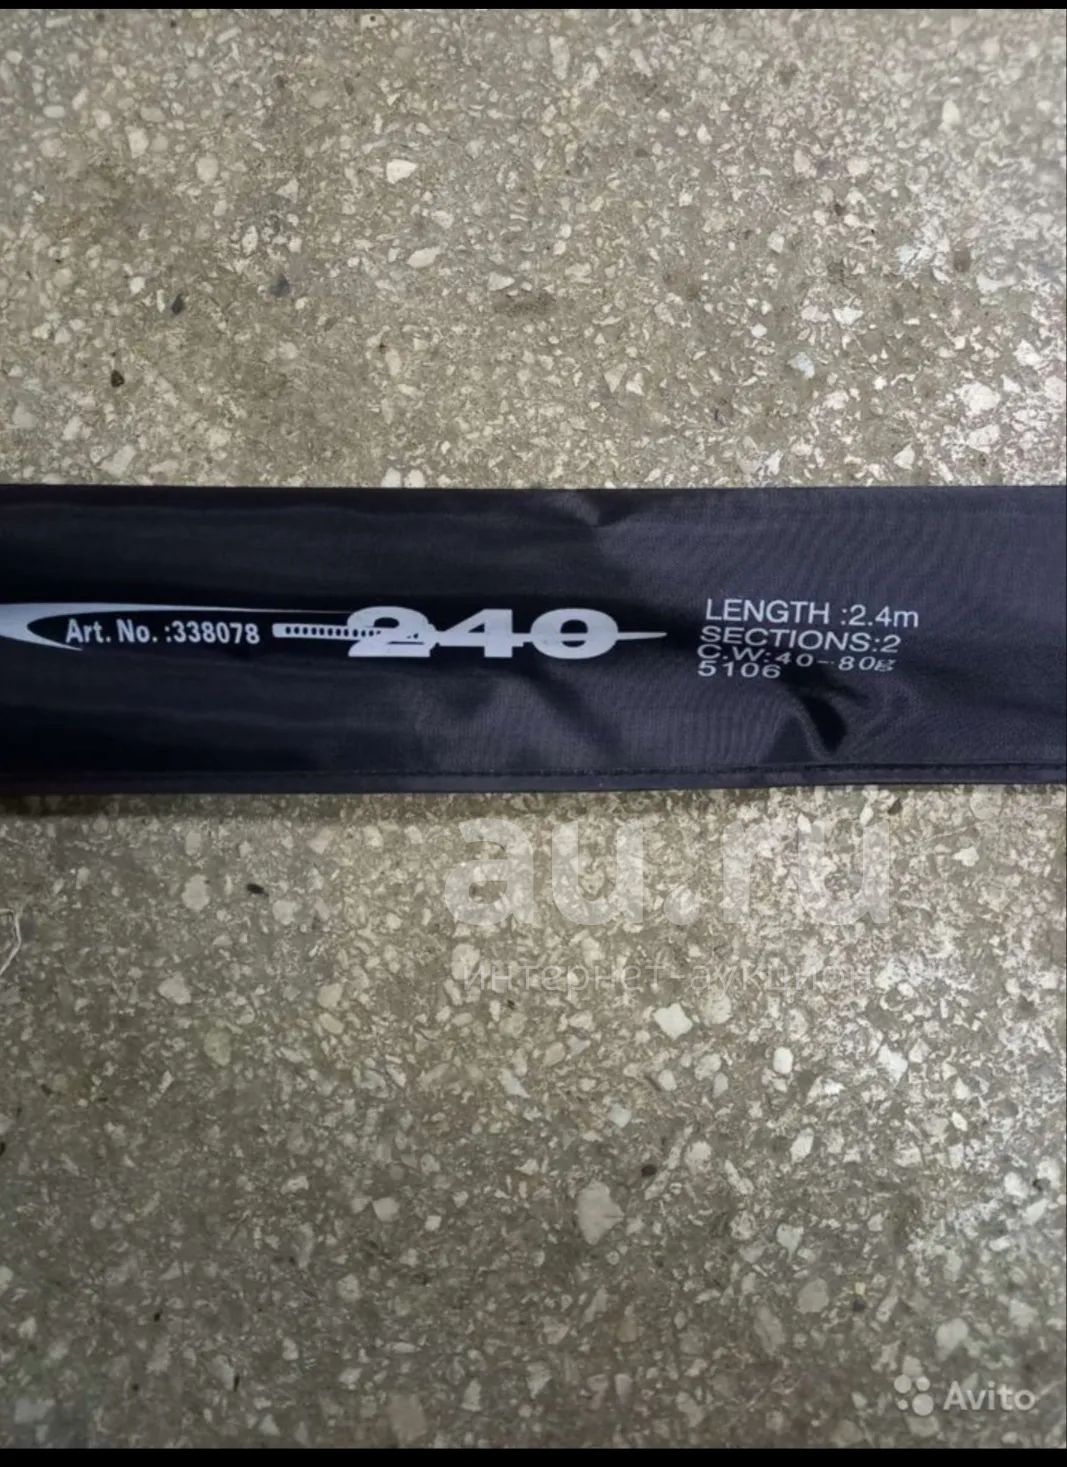 Art. No. :338078
240
LENGTH :2.4m
SECTIONS:2
C.W:40-80g
5106
au.ru
интернет-аукцион
Avito